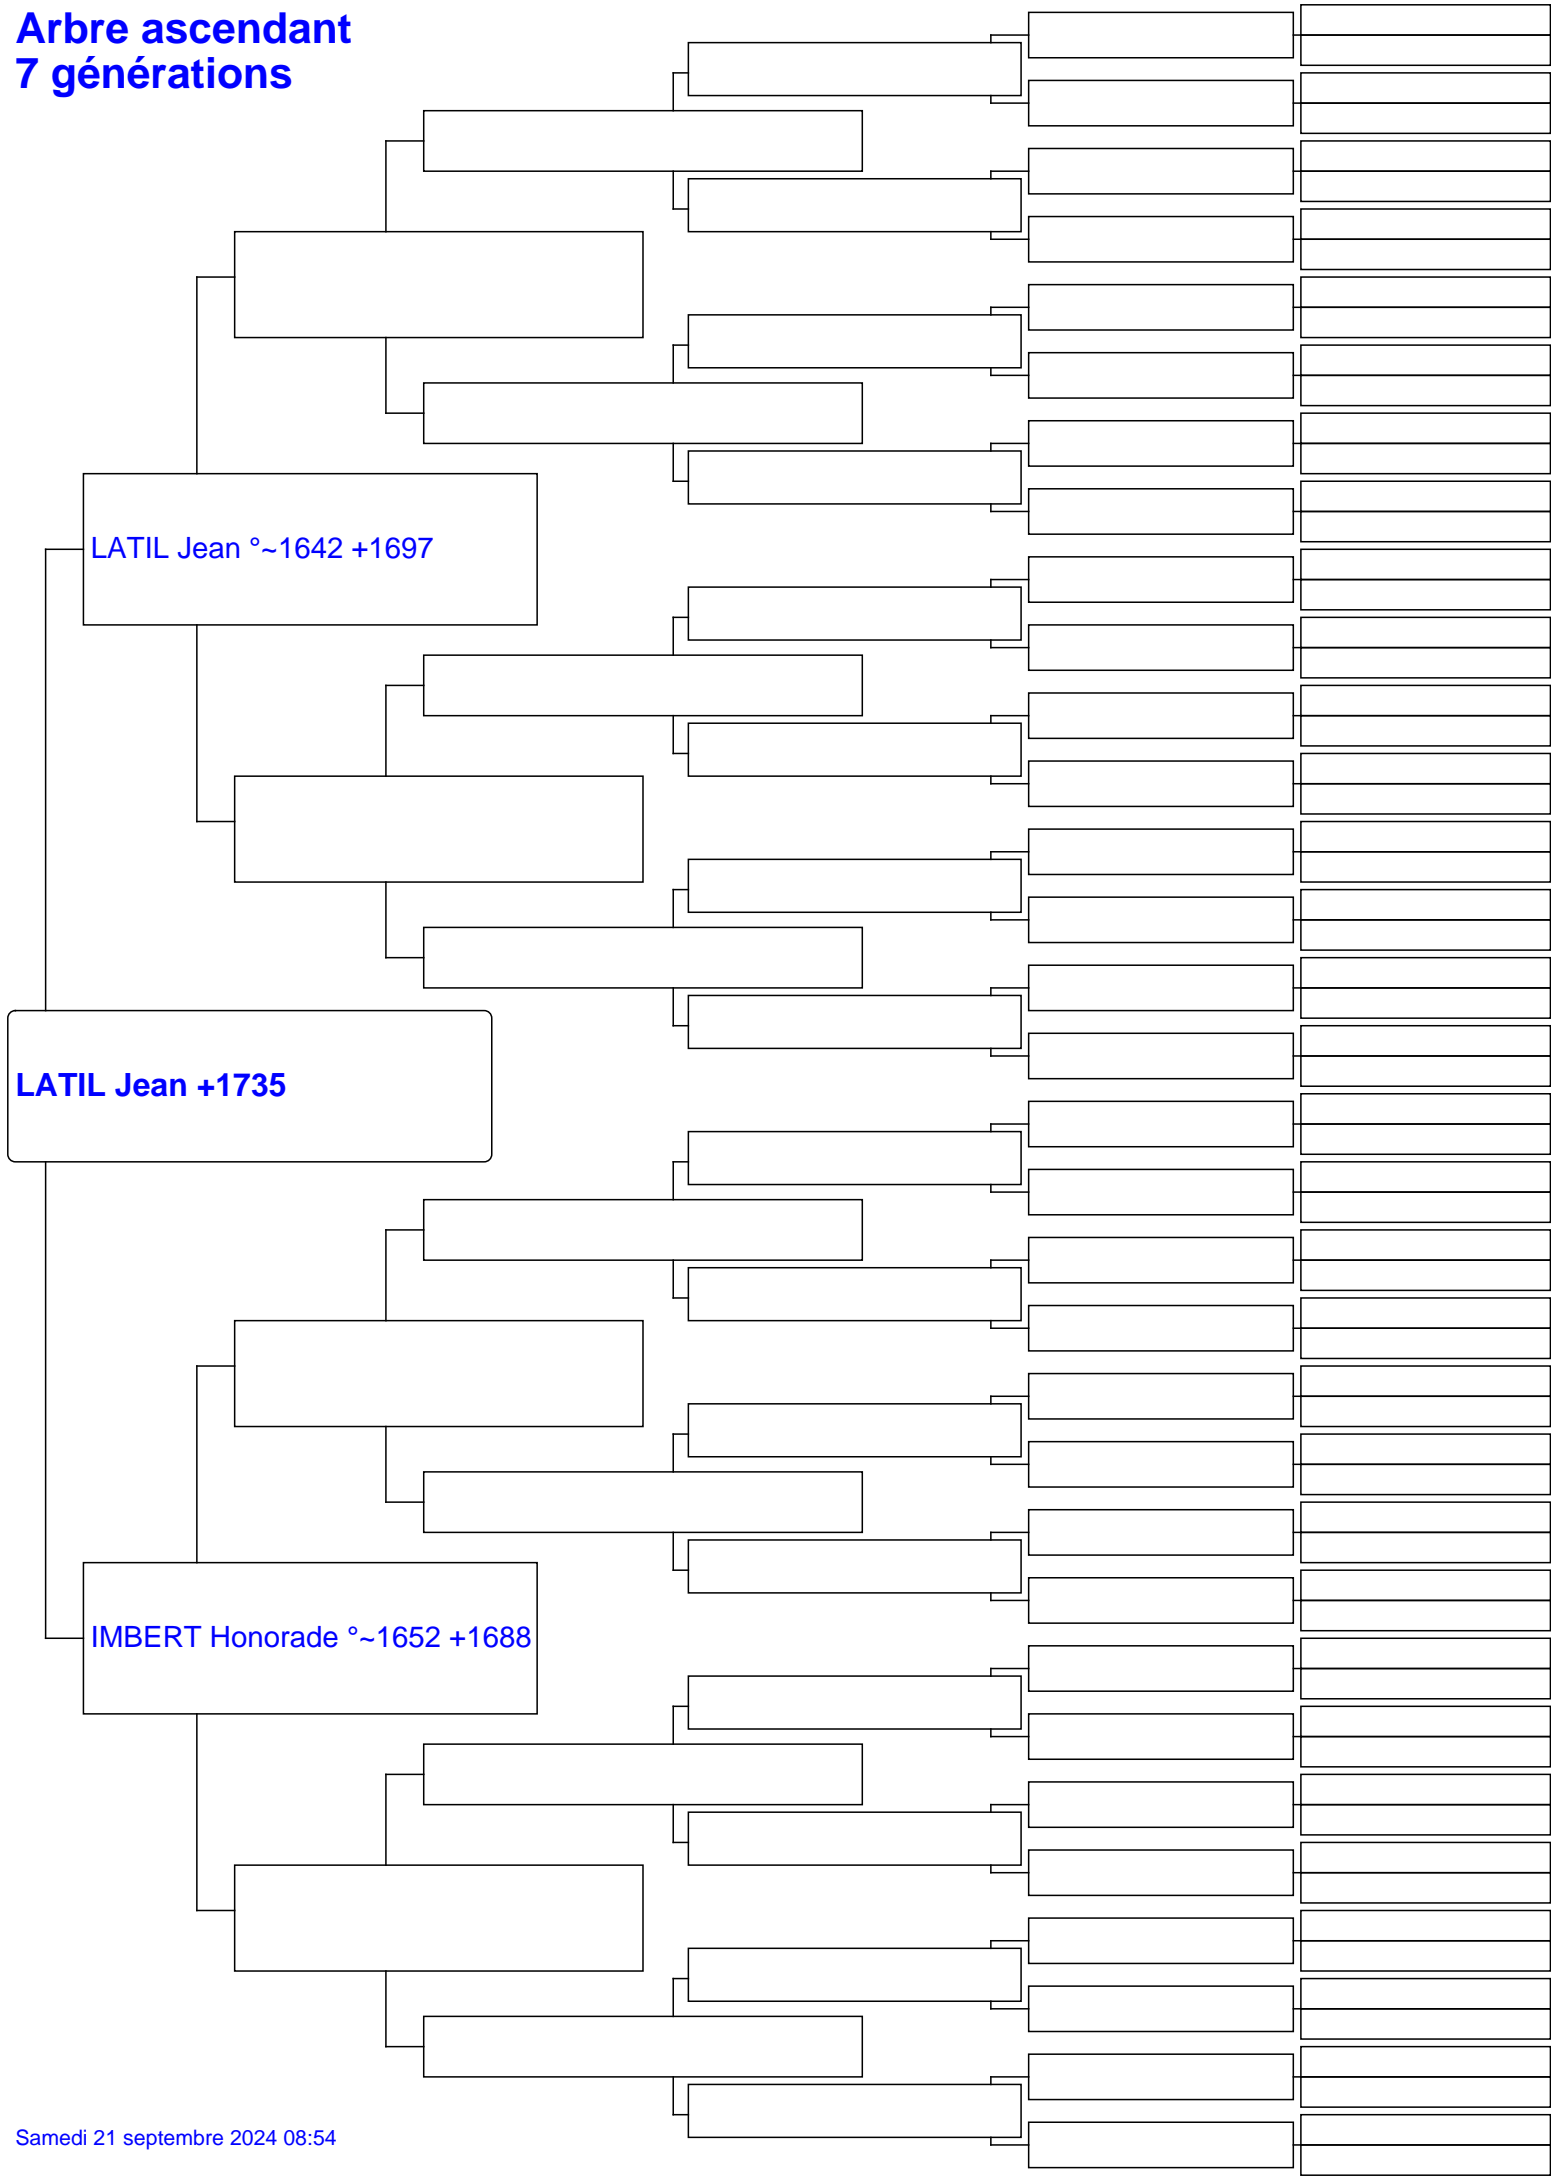 Arbre ascendant
7 générations
LATIL Jean °~1642 +1697
LATIL Jean +1735
IMBERT Honorade °~1652 +1688
Samedi 21 septembre 2024 08:54